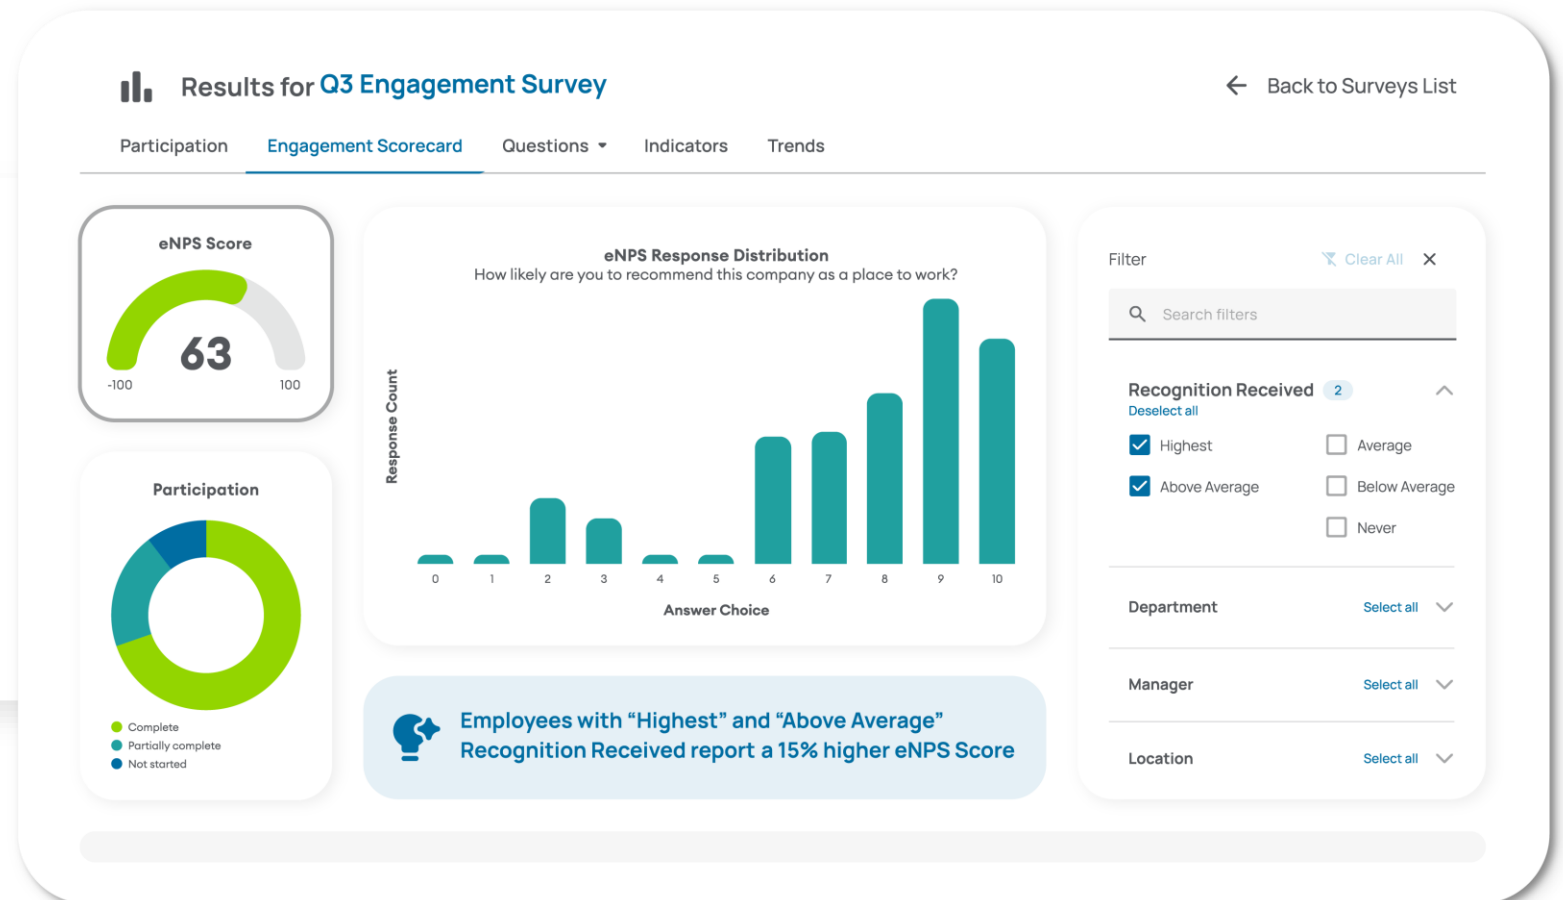 Results for Q3 Engagement Survey
Back to Surveys List
Participation
Engagement Scorecard
Questions
Indicators
Trends
eNPS Score
63
-100
100
Participation
Complete
Partially complete
Not started
eNPS Response Distribution
How likely are you to recommend this company as a place to work?
Response Count
0 1 2 3 4 5 6 7 8 9 10
Answer Choice
Employees with “Highest” and “Above Average”
Recognition Received report a 15% higher eNPS Score
Filter
Clear All
Search filters
Recognition Received 2
Deselect all
Highest
Average
Above Average
Below Average
Never
Department
Select all
Manager
Select all
Location
Select all